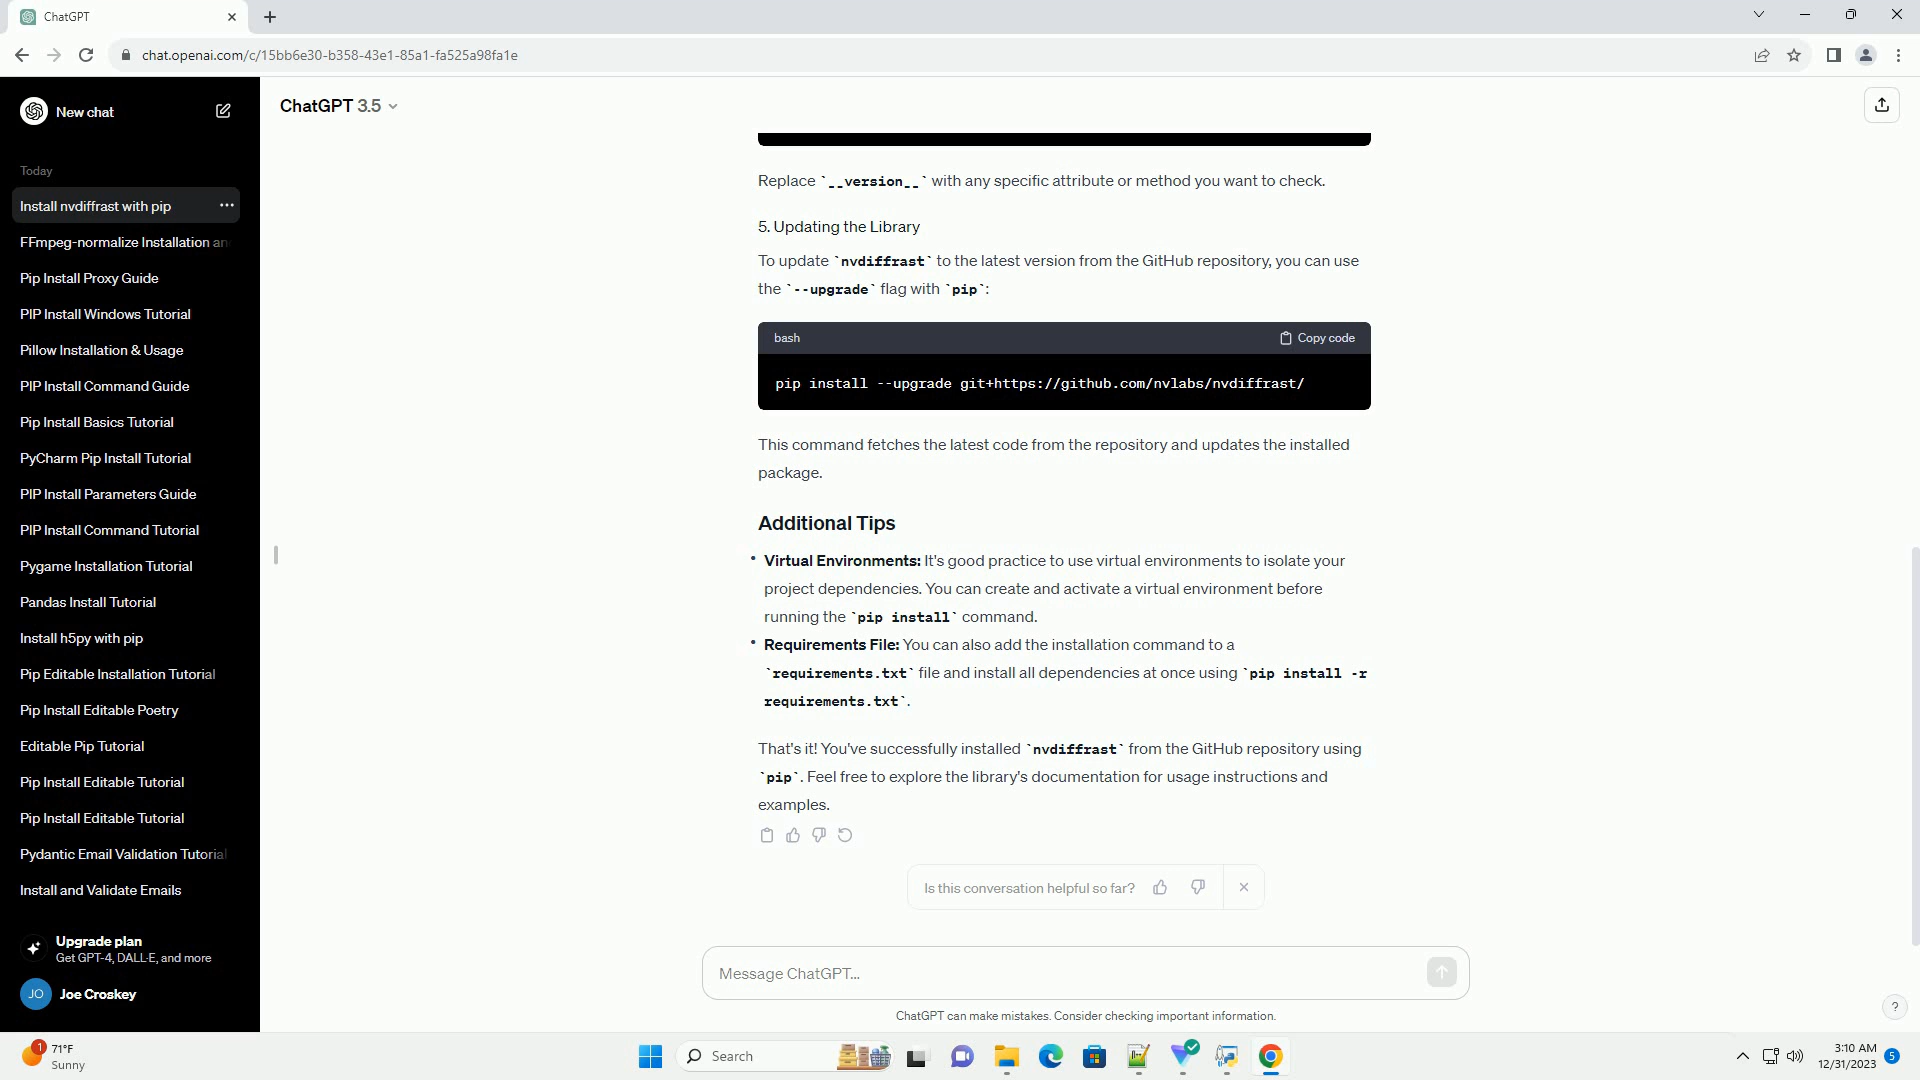 ChatGPT
chat.openai.com/c/15bb6e30-b358-43e1-85a1-fa525a98fa1e
New chat
Today
Install nvdiffrast with pip
FFmpeg-normalize Installation an
Pip Install Proxy Guide
PIP Install Windows Tutorial
Pillow Installation & Usage
PIP Install Command Guide
Pip Install Basics Tutorial
PyCharm Pip Install Tutorial
PIP Install Parameters Guide
PIP Install Command Tutorial
Pygame Installation Tutorial
Pandas Install Tutorial
Install h5py with pip
Pip Editable Installation Tutorial
Pip Install Editable Poetry
Editable Pip Tutorial
Pip Install Editable Tutorial
Pip Install Editable Tutorial
Pydantic Email Validation Tutorial
Install and Validate Emails
Upgrade plan
Get GPT-4, DALL·E, and more
JO Joe Croskey
ChatGPT 3.5
Replace `__version__` with any specific attribute or method you want to check.
5. Updating the Library
To update `nvdiffrast` to the latest version from the GitHub repository, you can use
the `--upgrade` flag with `pip`:
bash Copy code
pip install --upgrade git+https://github.com/nvlabs/nvdiffrast/
This command fetches the latest code from the repository and updates the installed
package.
Additional Tips
• Virtual Environments: It's good practice to use virtual environments to isolate your
project dependencies. You can create and activate a virtual environment before
running the `pip install` command.
• Requirements File: You can also add the installation command to a
`requirements.txt` file and install all dependencies at once using `pip install -r
requirements.txt`.
That's it! You've successfully installed `nvdiffrast` from the GitHub repository using
`pip`. Feel free to explore the library's documentation for usage instructions and
examples.
Is this conversation helpful so far?
Message ChatGPT...
ChatGPT can make mistakes. Consider checking important information.
?
1
71°F
Sunny
Search
3:10 AM
12/31/2023
5